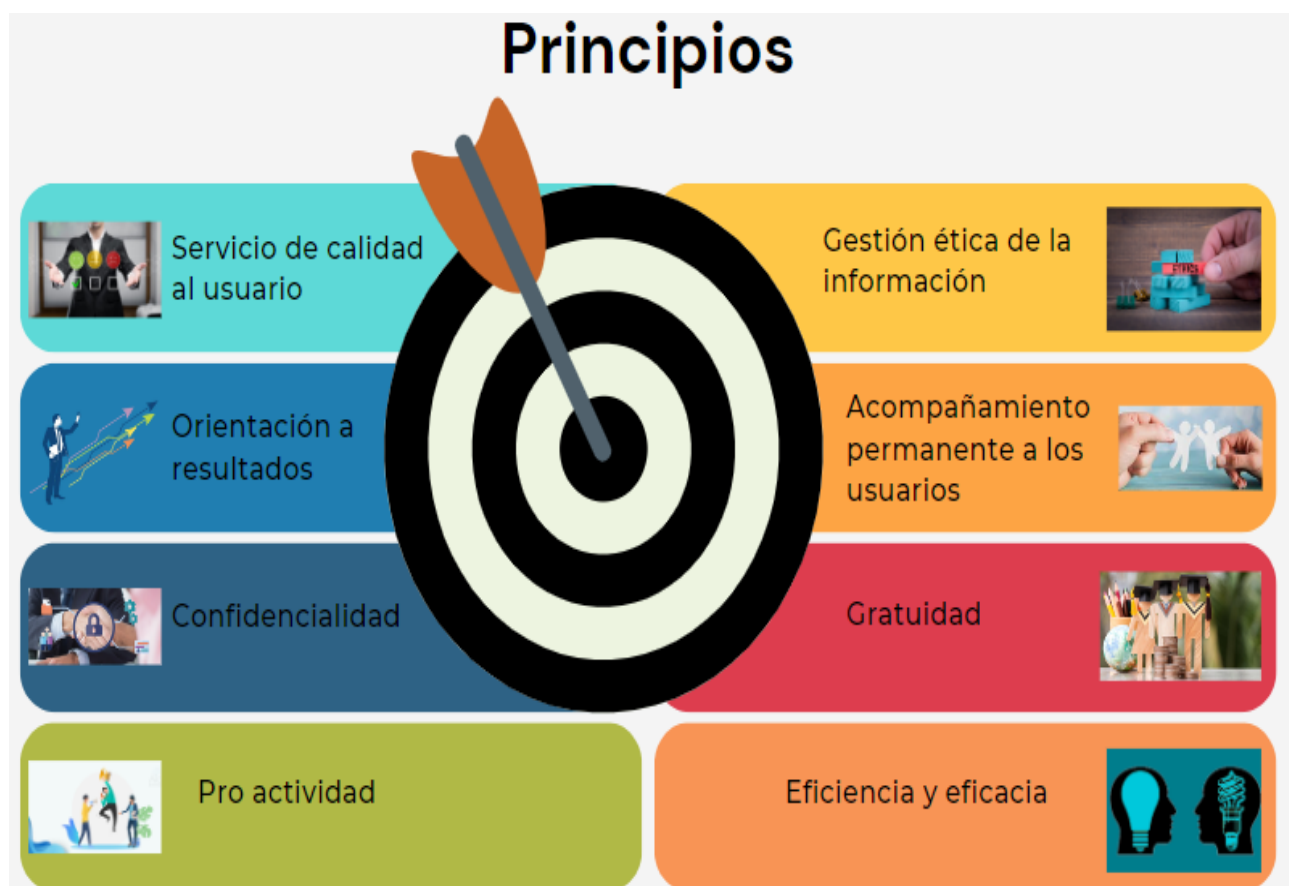 Principios
Servicio de calidad
al usuario
Gestión ética de la
información
Orientación a
resultados
Acompañamiento
permanente a los
usuarios
Confidencialidad
Gratuidad
Pro actividad
Eficiencia y eficacia